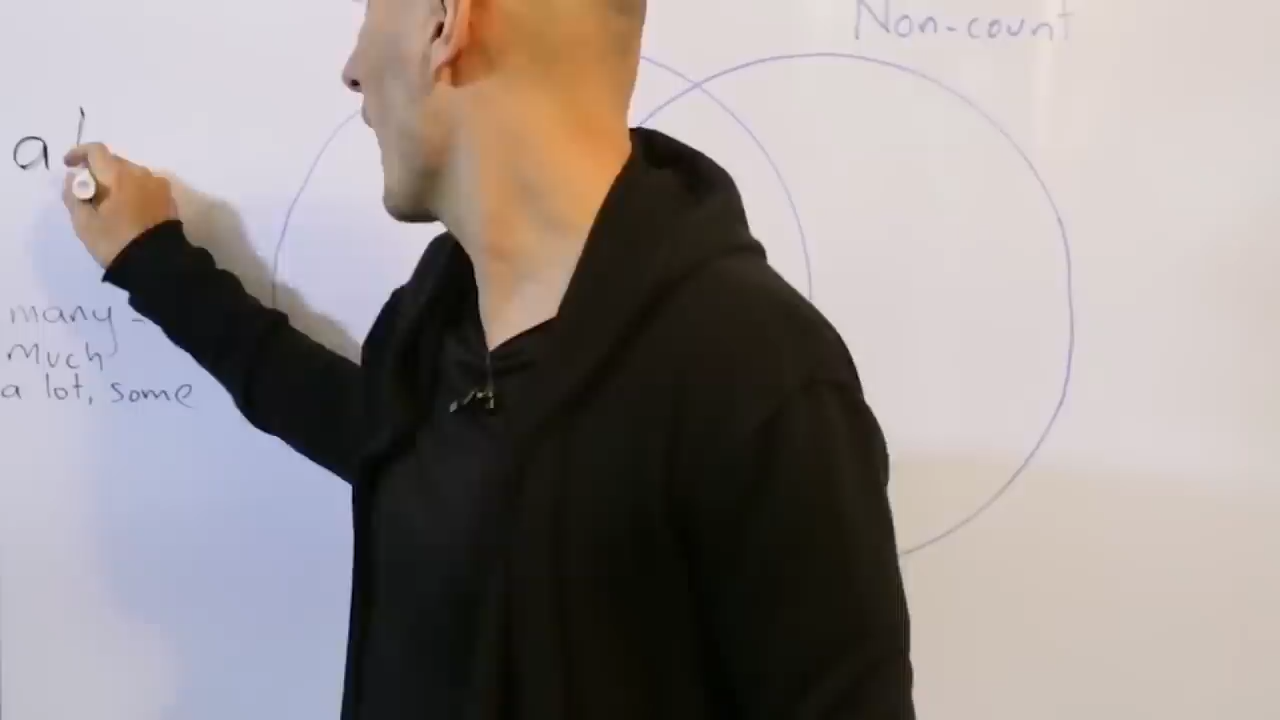 Non-count
a
many -
Much
a lot, some